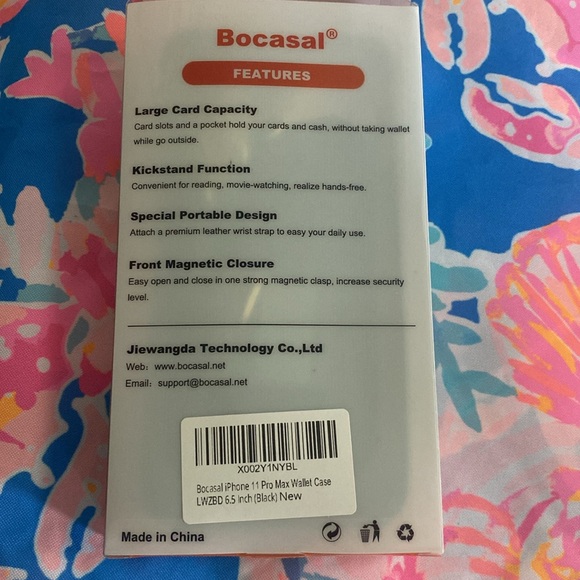 Bocasal®
FEATURES
Large Card Capacity
Card slots and a pocket hold your cards and cash, without taking wallet
while go outside.
Kickstand Function
Convenient for reading, movie-watching, realize hands-free.
Special Portable Design
Attach a premium leather wrist strap to easy your daily use.
Front Magnetic Closure
Easy open and close in one strong magnetic clasp, increase security
level.
Jiewangda Technology Co.,Ltd
Web: www.bocasal.net
Email: support@bocasal.net
X002Y1NYBL
Bocasal iPhone 11 Pro Max Wallet Case
LWZBD 6.5 Inch (Black) New
Made in China